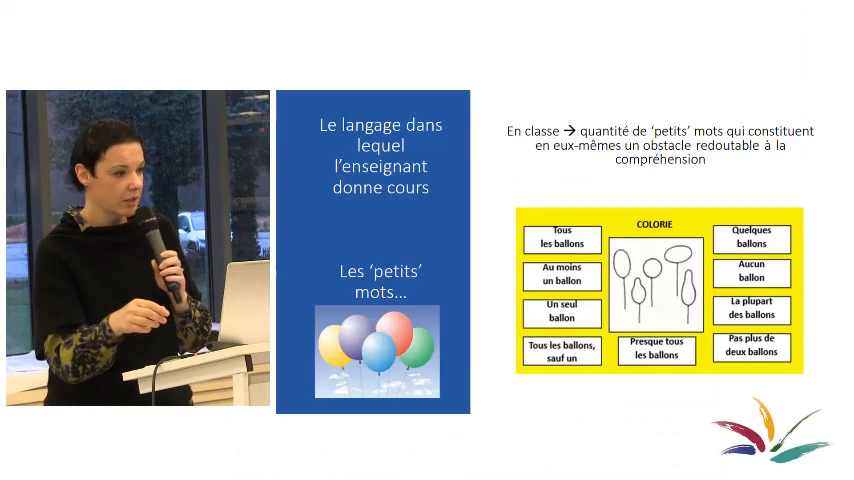 Le langage dans
lequel
l'enseignant
donne cours
Les 'petits'
mots...
En classe → quantité de 'petits' mots qui constituent
en eux-mêmes un obstacle redoutable à la
compréhension
COLORIE
Tous
les ballons
Au moins
un ballon
Un seul
ballon
Tous les ballons,
sauf un
Presque tous
les ballons
Quelques
ballons
Aucun
ballon
La plupart
des ballons
Pas plus de
deux ballons